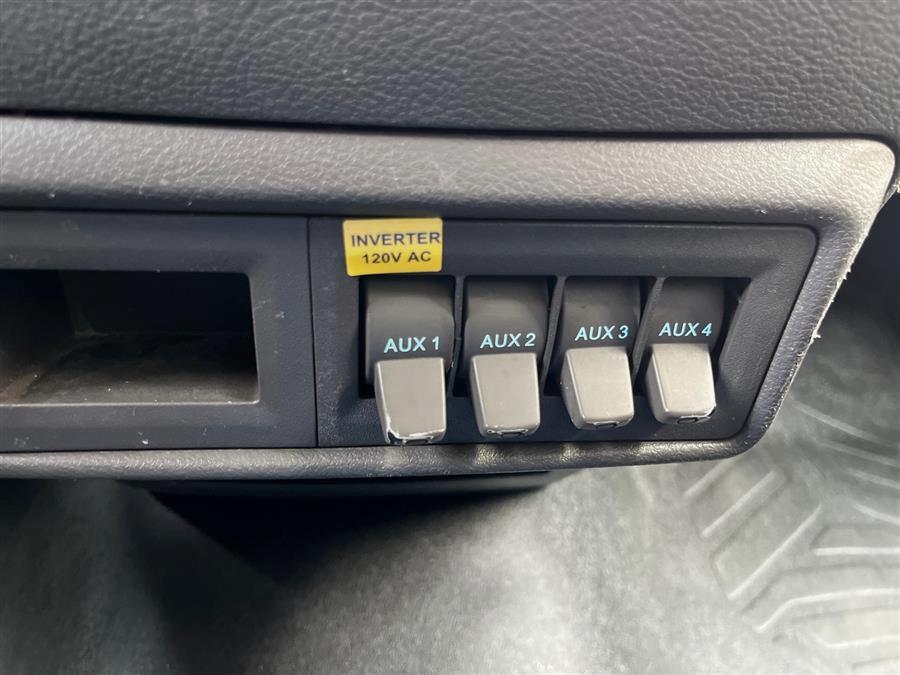 INVERTER
120V AC
AUX 1
AUX 2
AUX 3
AUX 4